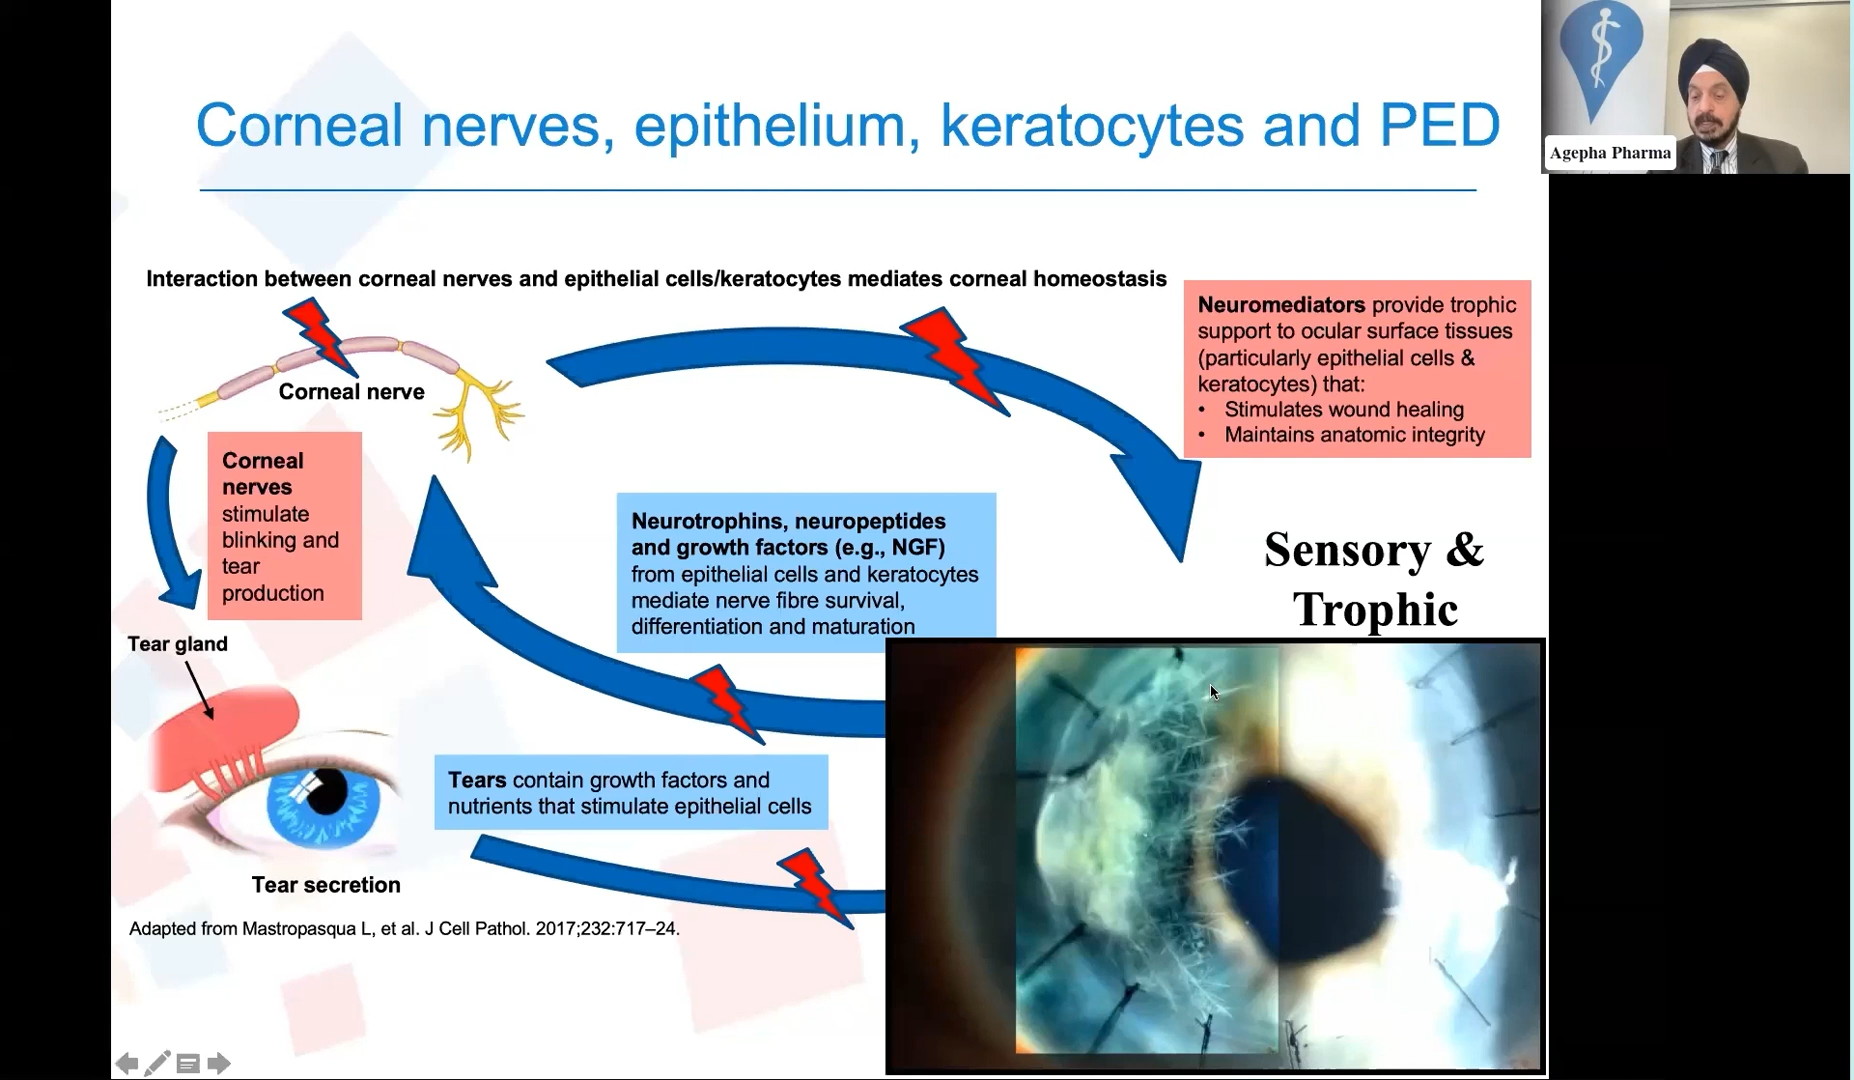 Corneal nerves, epithelium, keratocytes and PED
Agepha Pharma
Interaction between corneal nerves and epithelial cells/keratocytes mediates corneal homeostasis
Neuromediators provide trophic
support to ocular surface tissues
(particularly epithelial cells &
keratocytes) that:
• Stimulates wound healing
• Maintains anatomic integrity
Corneal nerve
Corneal
nerves
stimulate
blinking and
tear
production
Neurotrophins, neuropeptides
and growth factors (e.g., NGF)
from epithelial cells and keratocytes
mediate nerve fibre survival,
differentiation and maturation
Sensory &
Trophic
Tear gland
Tears contain growth factors and
nutrients that stimulate epithelial cells
Tear secretion
Adapted from Mastropasqua L, et al. J Cell Pathol. 2017;232:717–24.